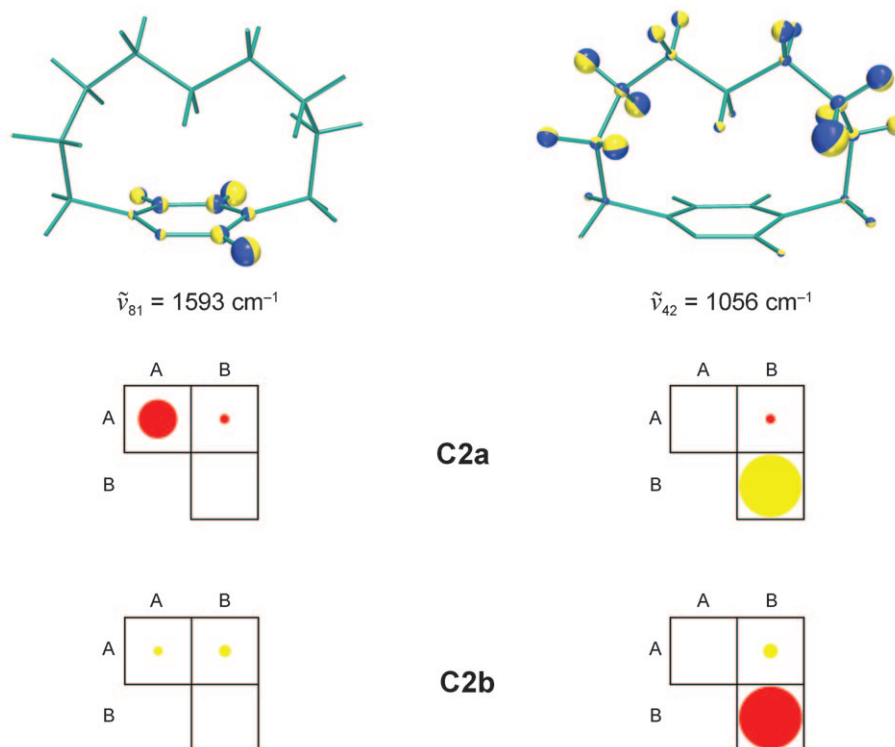 ṽ₈₁ = 1593 cm⁻¹
ṽ₄₂ = 1056 cm⁻¹
A B
A
B
C2a
A B
A
B
A B
A
B
C2b
A B
A
B